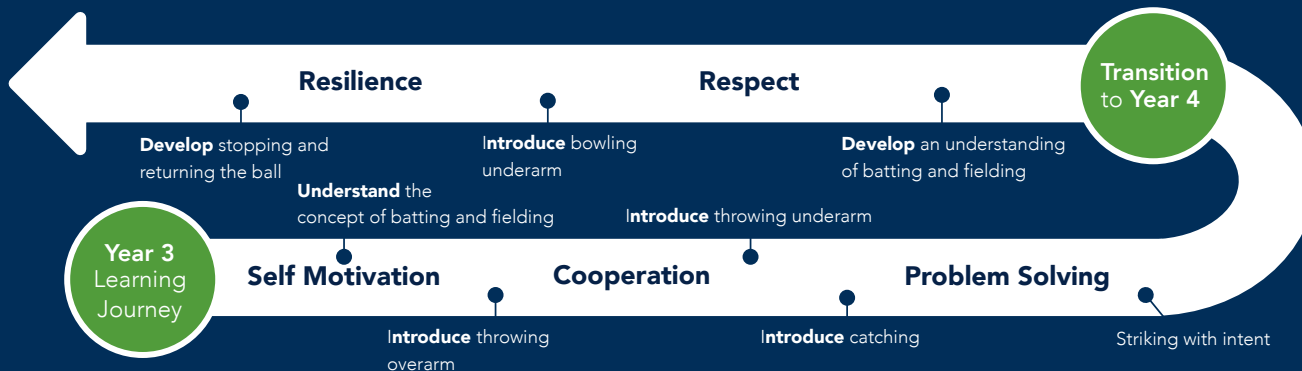 Resilience
Respect
Transition
to Year 4
Develop stopping and
returning the ball
Introduce bowling
underarm
Develop an understanding
of batting and fielding
Understand the
concept of batting and fielding
Introduce throwing underarm
Year 3
Learning
Journey
Self Motivation
Cooperation
Problem Solving
Introduce throwing
overarm
Introduce catching
Striking with intent